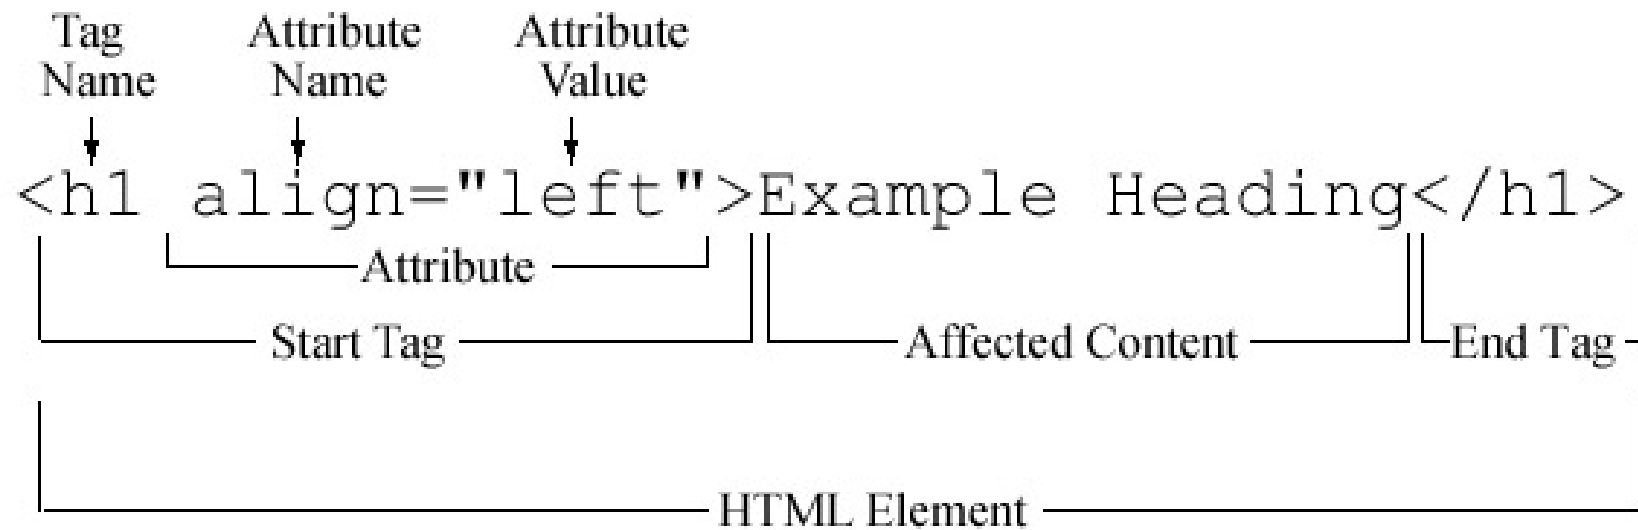 Tag Name
Attribute Name
Attribute Value
<h1 align="left">Example Heading</h1>
Attribute
Start Tag
Affected Content
End Tag
HTML Element